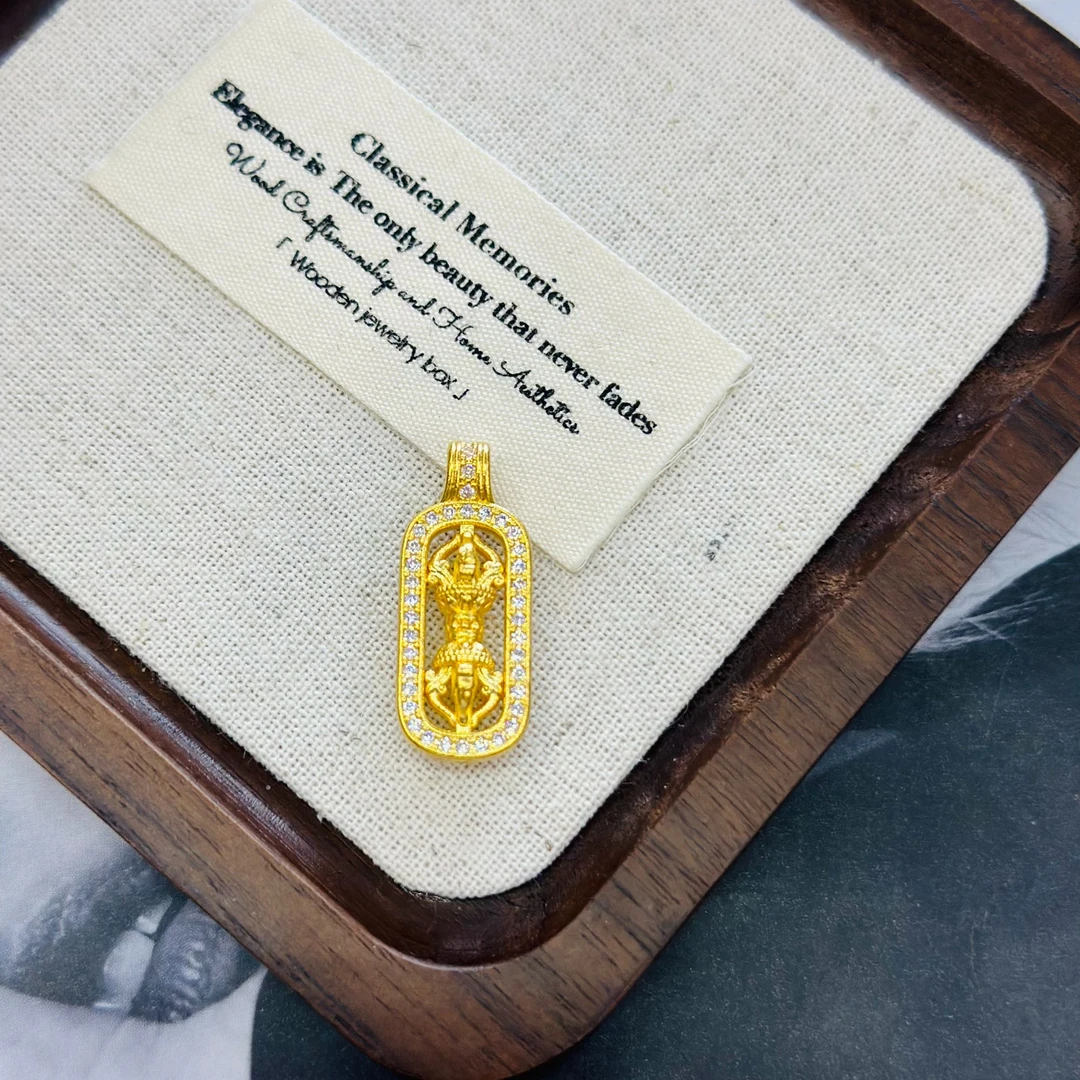 Classical Memories
Elegance is The only beauty that never fades
Wood Craftsmanship and Home Aesthetics
「 Wooden jewelry box 」